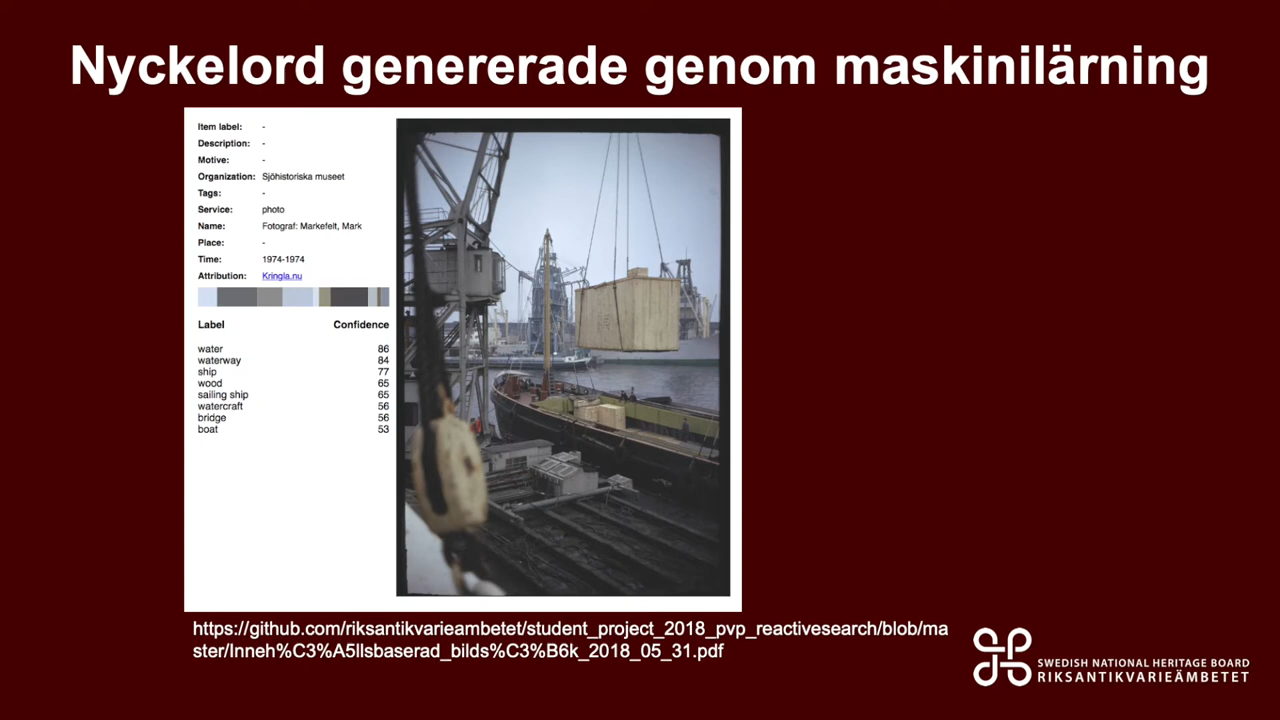 Nyckelord genererade genom maskinilärning
Item label: -
Description: -
Motive: -
Organization: Sjöhistoriska museet
Tags: -
Service: photo
Name: Fotograf: Markefelt, Mark
Place: -
Time: 1974-1974
Attribution: Kringla.nu
Label Confidence
water 86
waterway 84
ship 77
wood 65
sailing ship 65
watercraft 56
bridge 56
boat 53
https://github.com/riksantikvarieambetet/student_project_2018_pvp_reactivesearch/blob/ma
ster/Inneh%C3%A5llsbaserad_bilds%C3%B6k_2018_05_31.pdf
SWEDISH NATIONAL HERITAGE BOARD
RIKSANTIKVARIEÄMBETET